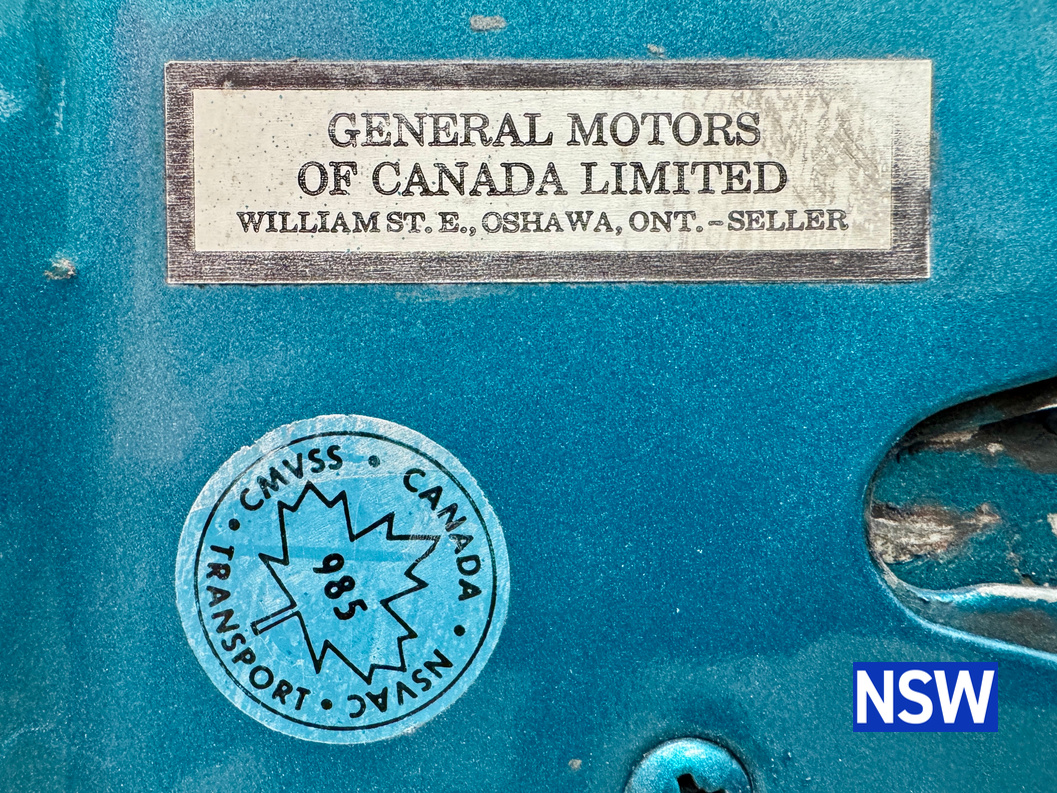 GENERAL MOTORS
OF CANADA LIMITED
WILLIAM ST. E., OSHAWA, ONT. - SELLER
CMVSS • CANADA • NSVAC • TRANSPORT •
985
NSW